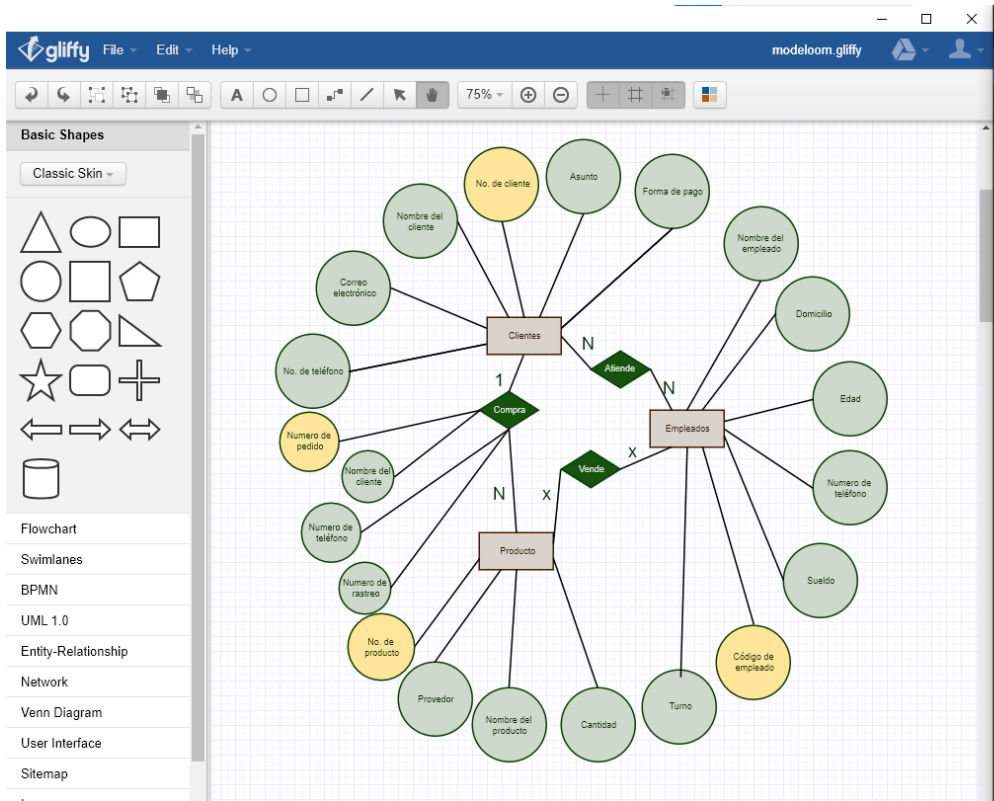 gliffy File Edit Help modeloom.gliffy
A 75%
Basic Shapes
Classic Skin
Flowchart
Swimlanes
BPMN
UML 1.0
Entity-Relationship
Network
Venn Diagram
User Interface
Sitemap
No. de cliente
Asunto
Forma de pago
Nombre del
cliente
Nombre del
empleado
Correo
electrónico
Domicilio
Clientes
N
Atiende
No. de teléfono
1
N
Edad
Compra
Empleados
Numero de
pedido
x
Vende
Nombre del
cliente
N
x
Numero de
teléfono
Numero de
teléfono
Producto
Numero de
rastreo
Sueldo
No. de
producto
Código de
empleado
Provedor
Nombre del
producto
Cantidad
Turno